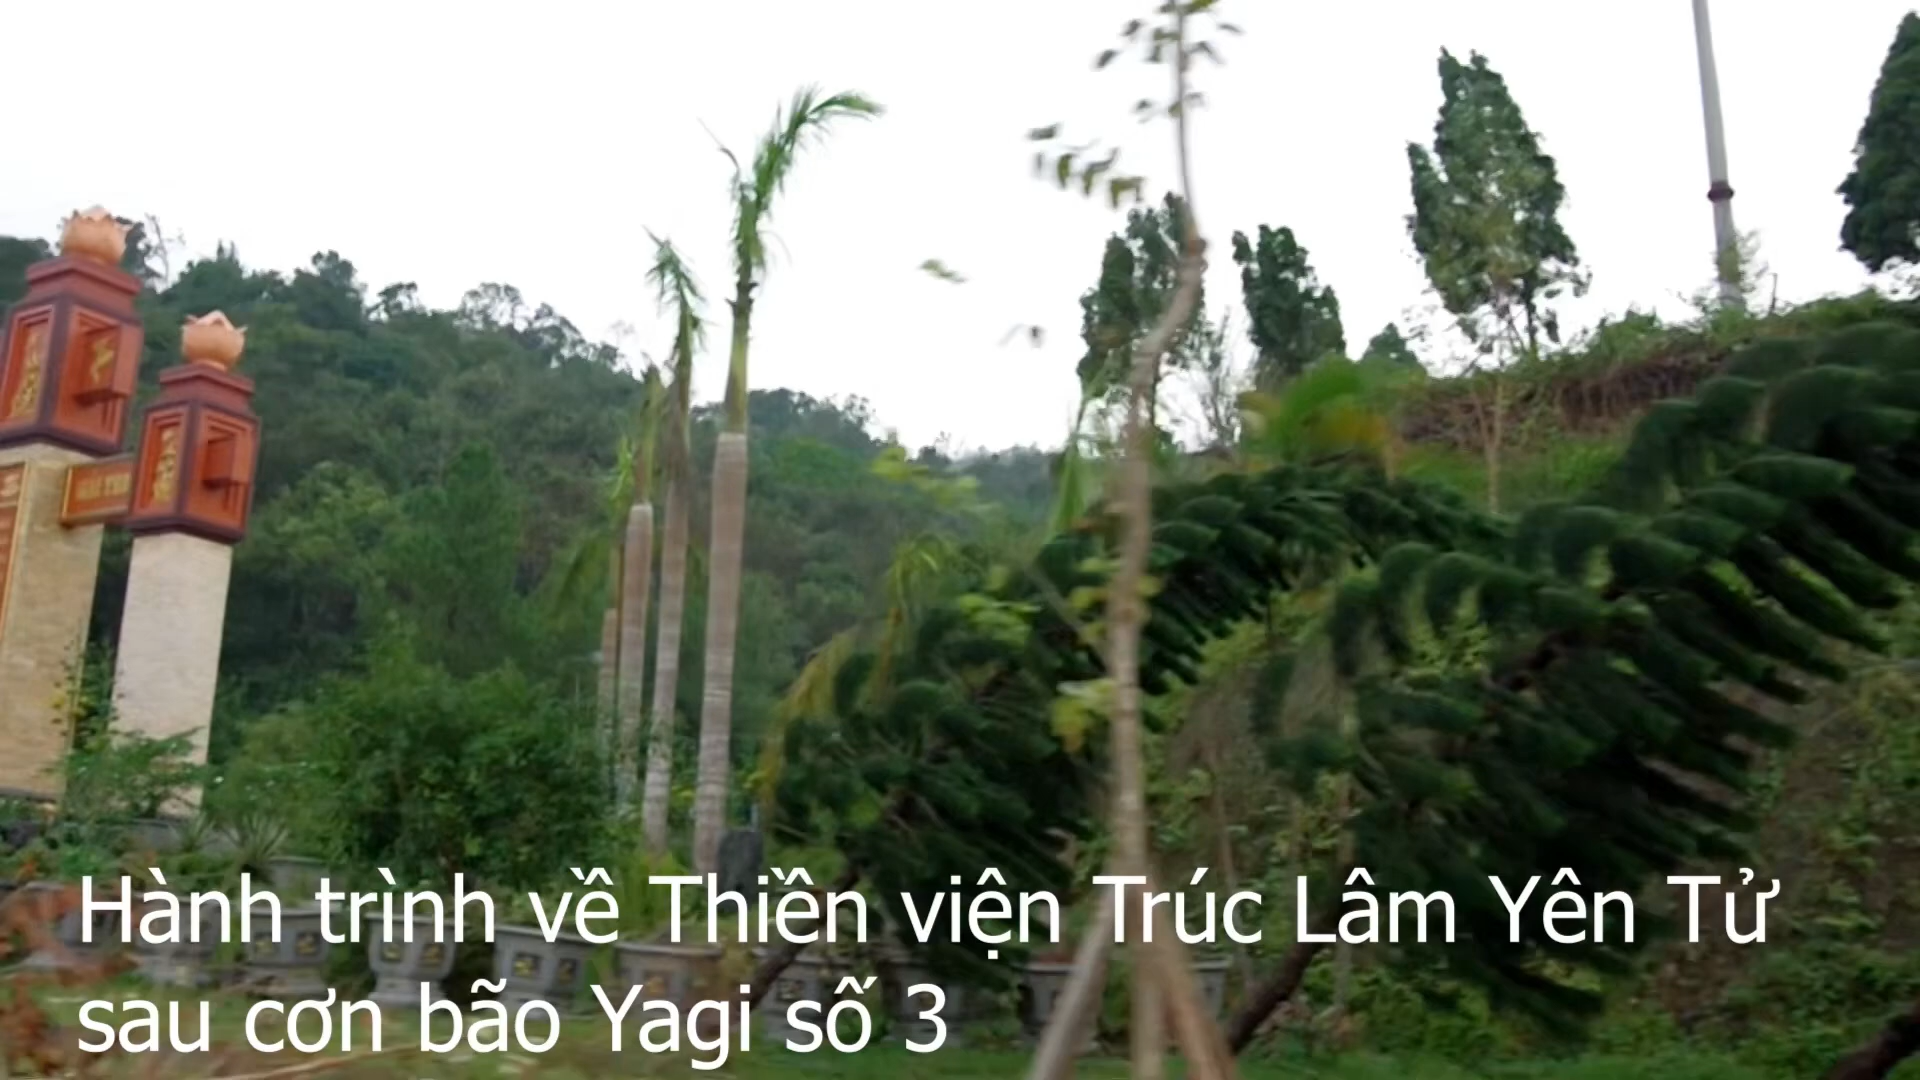 Hành trình về Thiền viện Trúc Lâm Yên Tử
sau cơn bão Yagi số 3